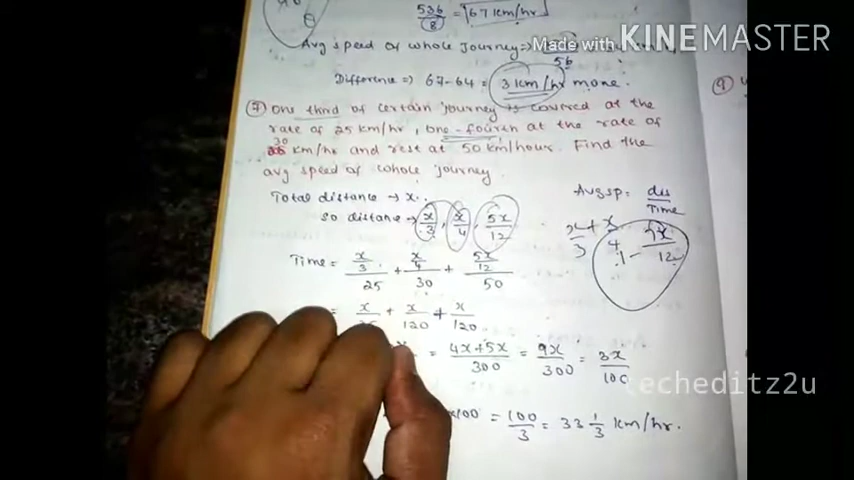 90
θ
536/8 = 67 km/hr
Avg speed of whole journey ⇒
56
Made with KINEMASTER
Difference ⇒ 67-64 = 3 km/hr more.
⑦ One third of certain journey is covered at the
rate of 25 km/hr, one-fourth at the rate of
30 km/hr and rest at 50 km/hour. Find the
avg speed of whole journey.
⑨
Total distance → x..
Avg sp = dis/Time
so distance → x/3, x/4, 5x/12
x/3 + x/4
1 - 7x/12
Time = x/3/25 + x/4/30 + 5x/12/50
= x/ + x/120 + x/120
= 4x+5x/300 = 9x/300 = 3x/100
techeditz2u
x100 = 100/3 = 33 1/3 km/hr.